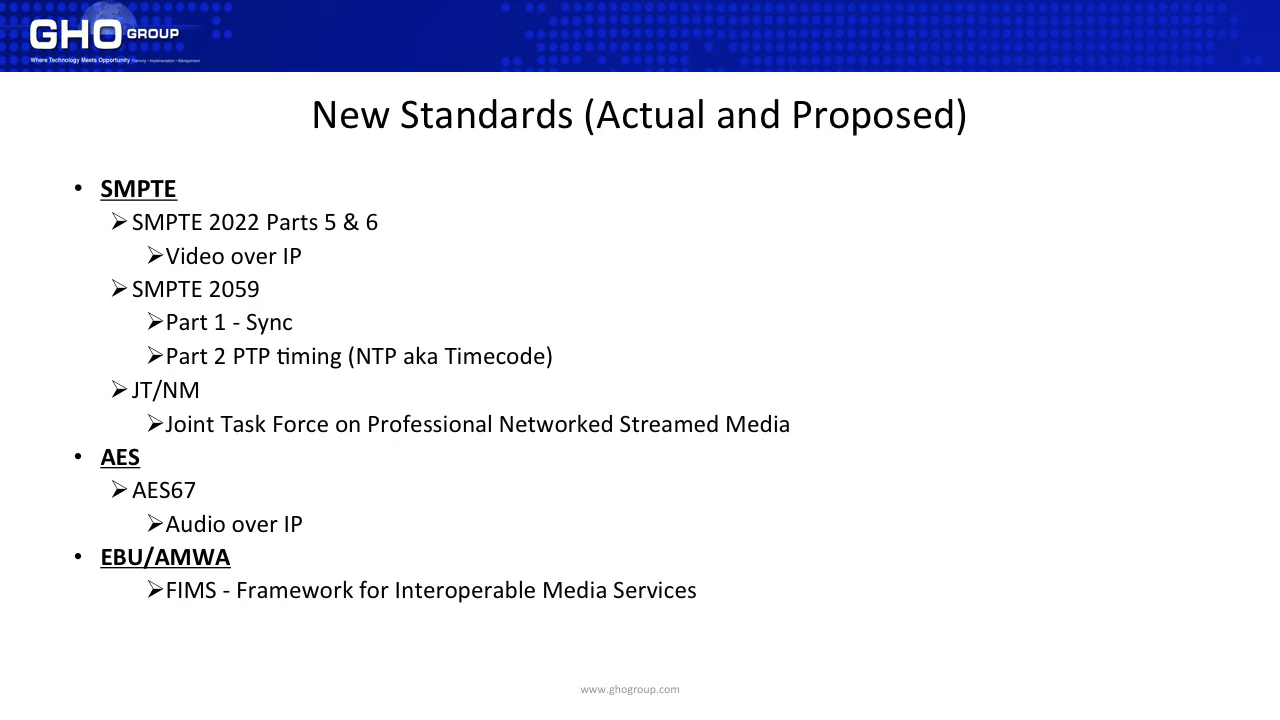 GHO GROUP
Where Technology Meets Opportunity Planning • Implementation • Management
New Standards (Actual and Proposed)
• SMPTE
➢ SMPTE 2022 Parts 5 & 6
➢ Video over IP
➢ SMPTE 2059
➢ Part 1 - Sync
➢ Part 2 PTP timing (NTP aka Timecode)
➢ JT/NM
➢ Joint Task Force on Professional Networked Streamed Media
• AES
➢ AES67
➢ Audio over IP
• EBU/AMWA
➢ FIMS - Framework for Interoperable Media Services
www.ghogroup.com